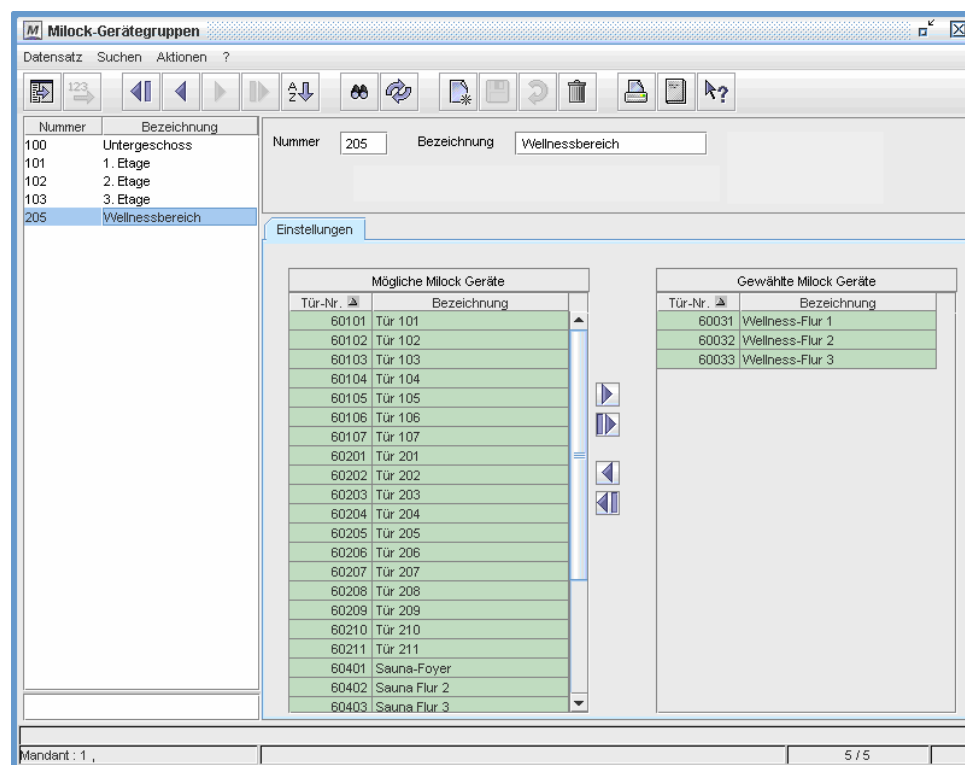 M Milock-Gerätegruppen
Datensatz Suchen Aktionen ?
123 A Z ?
Nummer Bezeichnung
100 Untergeschoss
101 1. Etage
102 2. Etage
103 3. Etage
205 Wellnessbereich
Nummer 205 Bezeichnung Wellnessbereich
Einstellungen
Mögliche Milock Geräte
Tür-Nr. Bezeichnung
60101 Tür 101
60102 Tür 102
60103 Tür 103
60104 Tür 104
60105 Tür 105
60106 Tür 106
60107 Tür 107
60201 Tür 201
60202 Tür 202
60203 Tür 203
60204 Tür 204
60205 Tür 205
60206 Tür 206
60207 Tür 207
60208 Tür 208
60209 Tür 209
60210 Tür 210
60211 Tür 211
60401 Sauna-Foyer
60402 Sauna Flur 2
60403 Sauna Flur 3
Gewählte Milock Geräte
Tür-Nr. Bezeichnung
60031 Wellness-Flur 1
60032 Wellness-Flur 2
60033 Wellness-Flur 3
Mandant : 1 ,
5 / 5